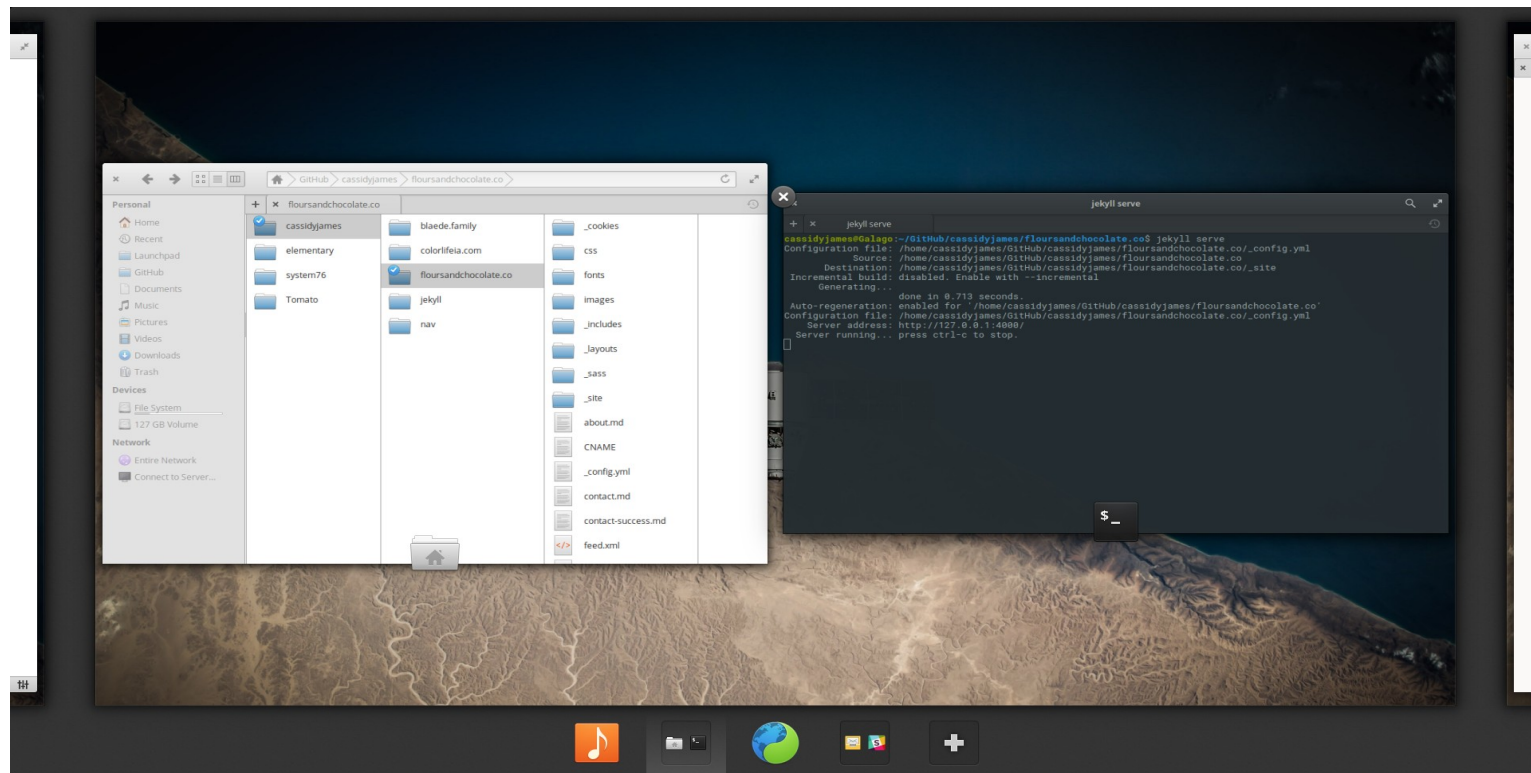 GitHub cassidyjames floursandchocolate.co
Personal
Home
Recent
Launchpad
GitHub
Documents
Music
Pictures
Videos
Downloads
Trash
Devices
File System
127 GB Volume
Network
Entire Network
Connect to Server...
+ × floursandchocolate.co
cassidyjames
elementary
system76
Tomato
blaede.family
colorlifeia.com
floursandchocolate.co
jekyll
nav
_cookies
css
fonts
images
_includes
_layouts
_sass
_site
about.md
CNAME
_config.yml
contact.md
contact-success.md
</> feed.xml
jekyll serve
+ × jekyll serve
cassidyjames@Galago:~/GitHub/cassidyjames/floursandchocolate.co$ jekyll serve
Configuration file: /home/cassidyjames/GitHub/cassidyjames/floursandchocolate.co/_config.yml
Source: /home/cassidyjames/GitHub/cassidyjames/floursandchocolate.co
Destination: /home/cassidyjames/GitHub/cassidyjames/floursandchocolate.co/_site
Incremental build: disabled. Enable with --incremental
Generating...
done in 0.713 seconds.
Auto-regeneration: enabled for '/home/cassidyjames/GitHub/cassidyjames/floursandchocolate.co'
Configuration file: /home/cassidyjames/GitHub/cassidyjames/floursandchocolate.co/_config.yml
Server address: http://127.0.0.1:4000/
Server running... press ctrl-c to stop.
$_